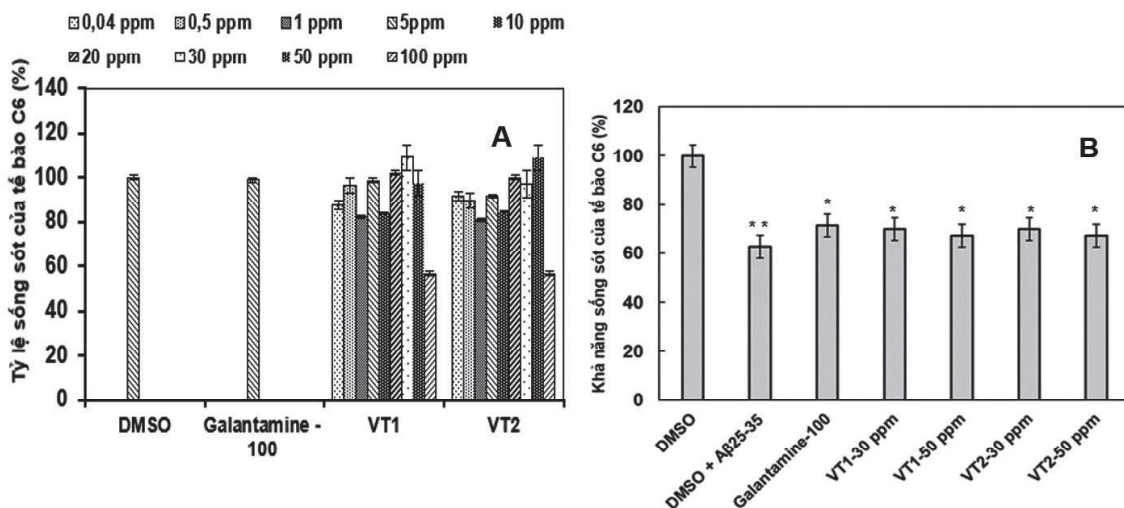 0,04 ppm 0,5 ppm 1 ppm 5ppm 10 ppm
20 ppm 30 ppm 50 ppm 100 ppm
Tỷ lệ sống sót của tế bào C6 (%)
140
120
100
80
60
40
20
0
A
DMSO Galantamine - 100 VT1 VT2
Khả năng sống sót của tế bào C6 (%)
120
100
80
60
40
20
0
B
** * * * * *
DMSO
DMSO + Aβ25-35
Galantamine-100
VT1-30 ppm
VT1-50 ppm
VT2-30 ppm
VT2-50 ppm